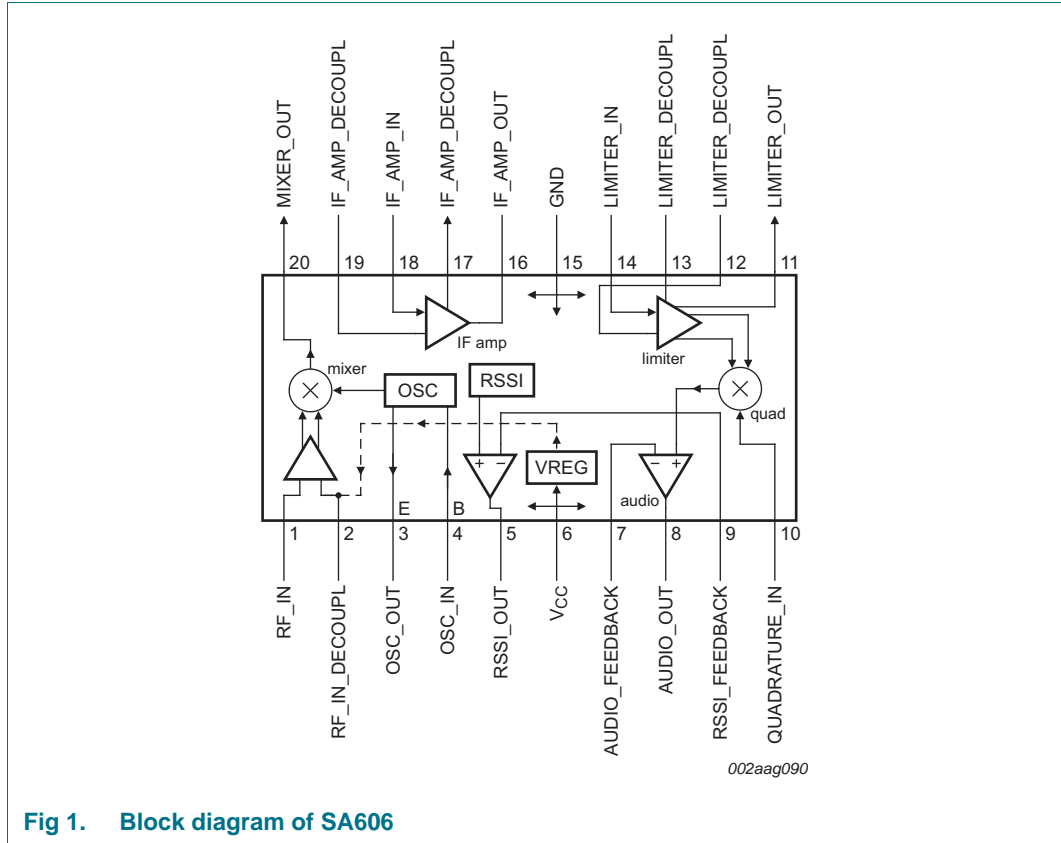 MIXER_OUT
IF_AMP_DECOUPL
IF_AMP_IN
IF_AMP_DECOUPL
IF_AMP_OUT
GND
LIMITER_IN
LIMITER_DECOUPL
LIMITER_DECOUPL
LIMITER_OUT
20 19 18 17 16 15 14 13 12 11
IF amp
limiter
mixer
OSC
RSSI
quad
+ −
VREG
− +
audio
E B
1 2 3 4 5 6 7 8 9 10
RF_IN
RF_IN_DECOUPL
OSC_OUT
OSC_IN
RSSI_OUT
VCC
AUDIO_FEEDBACK
AUDIO_OUT
RSSI_FEEDBACK
QUADRATURE_IN
002aag090
Fig 1. Block diagram of SA606